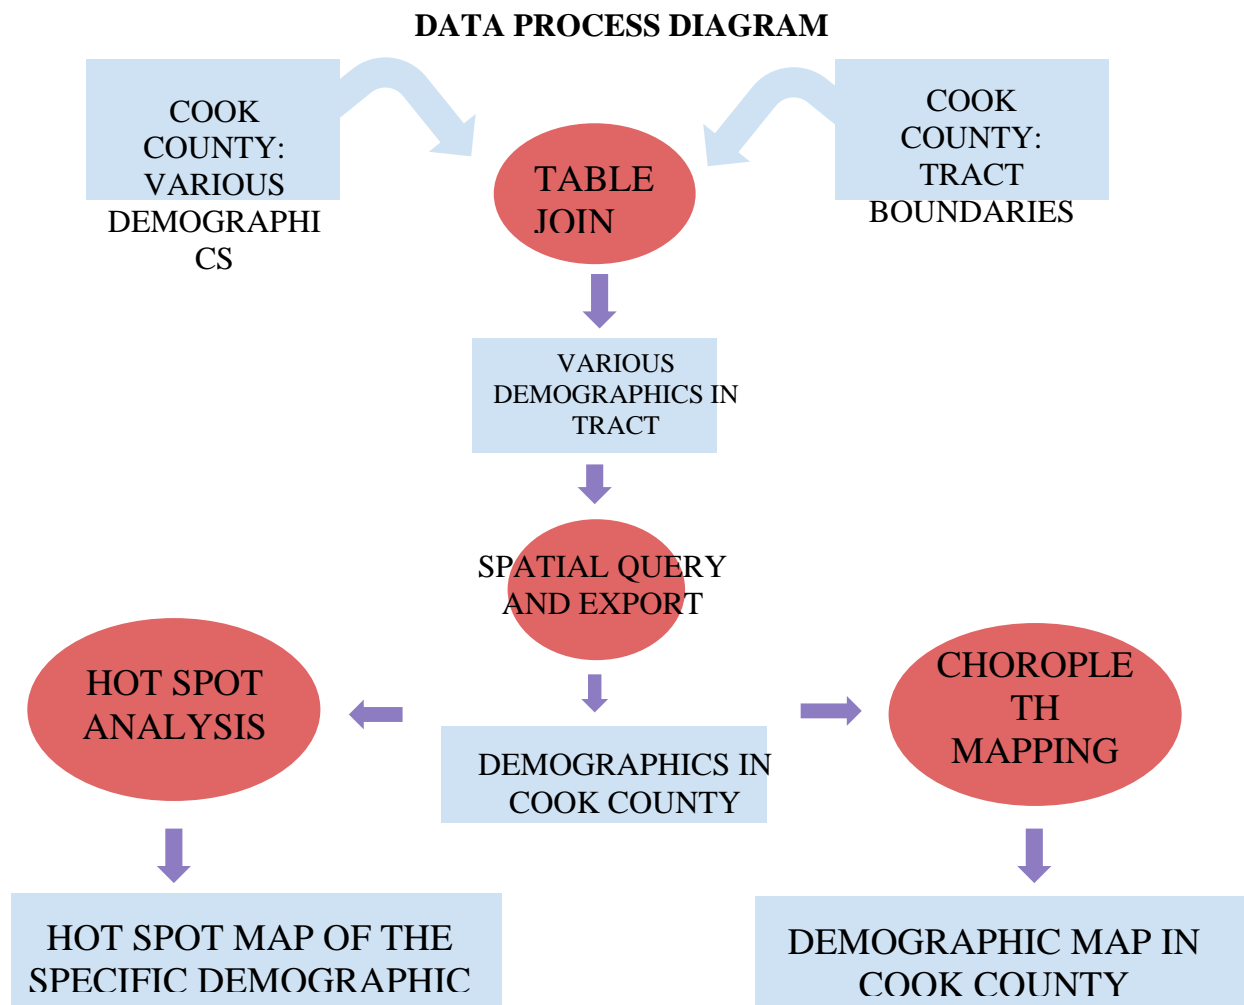 DATA PROCESS DIAGRAM
COOK
COUNTY:
VARIOUS
DEMOGRAPHI
CS
COOK
COUNTY:
TRACT
BOUNDARIES
TABLE
JOIN
VARIOUS
DEMOGRAPHICS IN
TRACT
SPATIAL QUERY
AND EXPORT
HOT SPOT
ANALYSIS
CHOROPLE
TH
MAPPING
DEMOGRAPHICS IN
COOK COUNTY
HOT SPOT MAP OF THE
SPECIFIC DEMOGRAPHIC
DEMOGRAPHIC MAP IN
COOK COUNTY